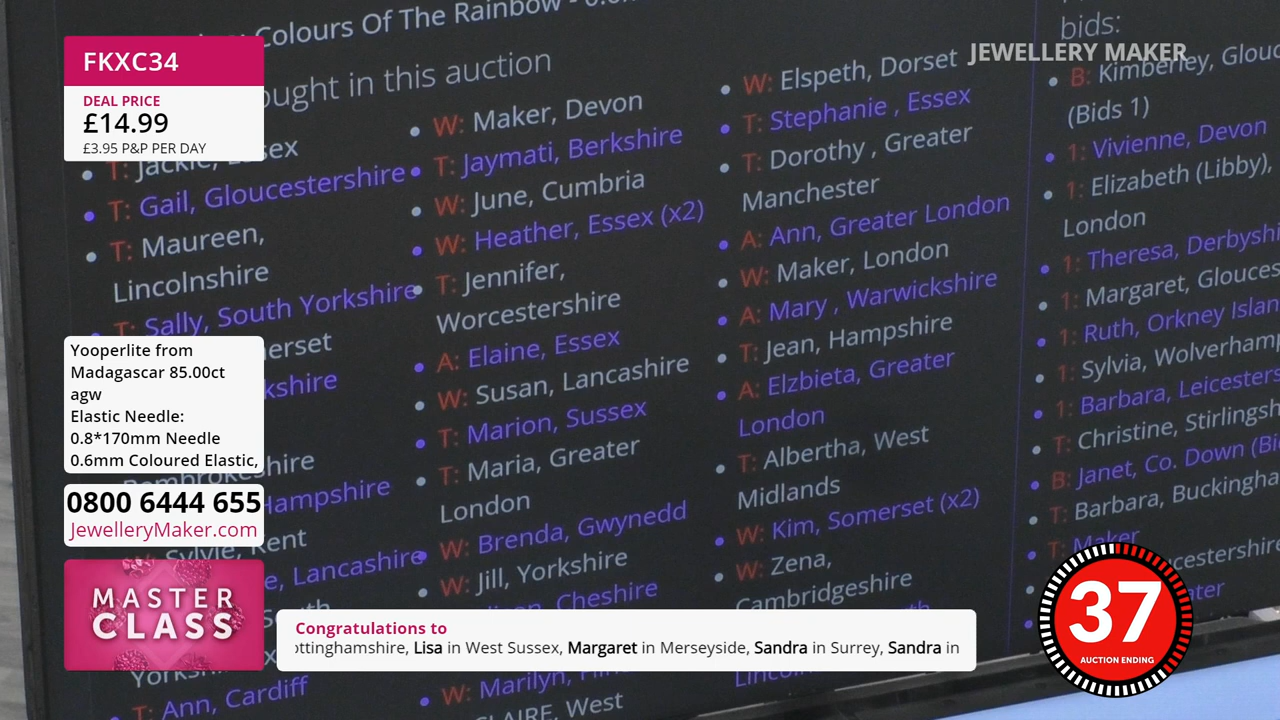 Colours Of The Rainbow -
ought in this auction
FKXC34
DEAL PRICE
£14.99
£3.95 P&P PER DAY
T: Jackie, Essex
T: Gail, Gloucestershire
T: Maureen,
Lincolnshire
T: Sally, South Yorkshire
erset
kshire
Yooperlite from
Madagascar 85.00ct
agw
Elastic Needle:
0.8*170mm Needle
0.6mm Coloured Elastic,
Pembrokeshire
Hampshire
0800 6444 655
JewelleryMaker.com
W: Sylvie, Kent
e, Lancashire
MASTER
CLASS
T: Ann, Cardiff
W: Maker, Devon
T: Jaymati, Berkshire
W: June, Cumbria
W: Heather, Essex (x2)
T: Jennifer,
Worcestershire
A: Elaine, Essex
W: Susan, Lancashire
T: Marion, Sussex
T: Maria, Greater
London
W: Brenda, Gwynedd
W: Jill, Yorkshire
Cheshire
W: Marilyn,
CLAIRE, West
W: Elspeth, Dorset
T: Stephanie , Essex
T: Dorothy , Greater
Manchester
A: Ann, Greater London
W: Maker, London
A: Mary , Warwickshire
T: Jean, Hampshire
A: Elzbieta, Greater
London
T: Albertha, West
Midlands
W: Kim, Somerset (x2)
W: Zena,
Cambridgeshire
bids:
JEWELLERY MAKER
B: Kimberley, Glouc
(Bids 1)
1: Vivienne, Devon
1: Elizabeth (Libby),
London
1: Theresa, Derbyshi
1: Margaret, Glouces
1: Ruth, Orkney Islan
1: Sylvia, Wolverhamp
1: Barbara, Leicesters
T: Christine, Stirlingsh
B: Janet, Co. Down (Bi
T: Barbara, Buckingha
T: Maker
cestershire
Congratulations to
ottinghamshire, Lisa in West Sussex, Margaret in Merseyside, Sandra in Surrey, Sandra in
37
AUCTION ENDING